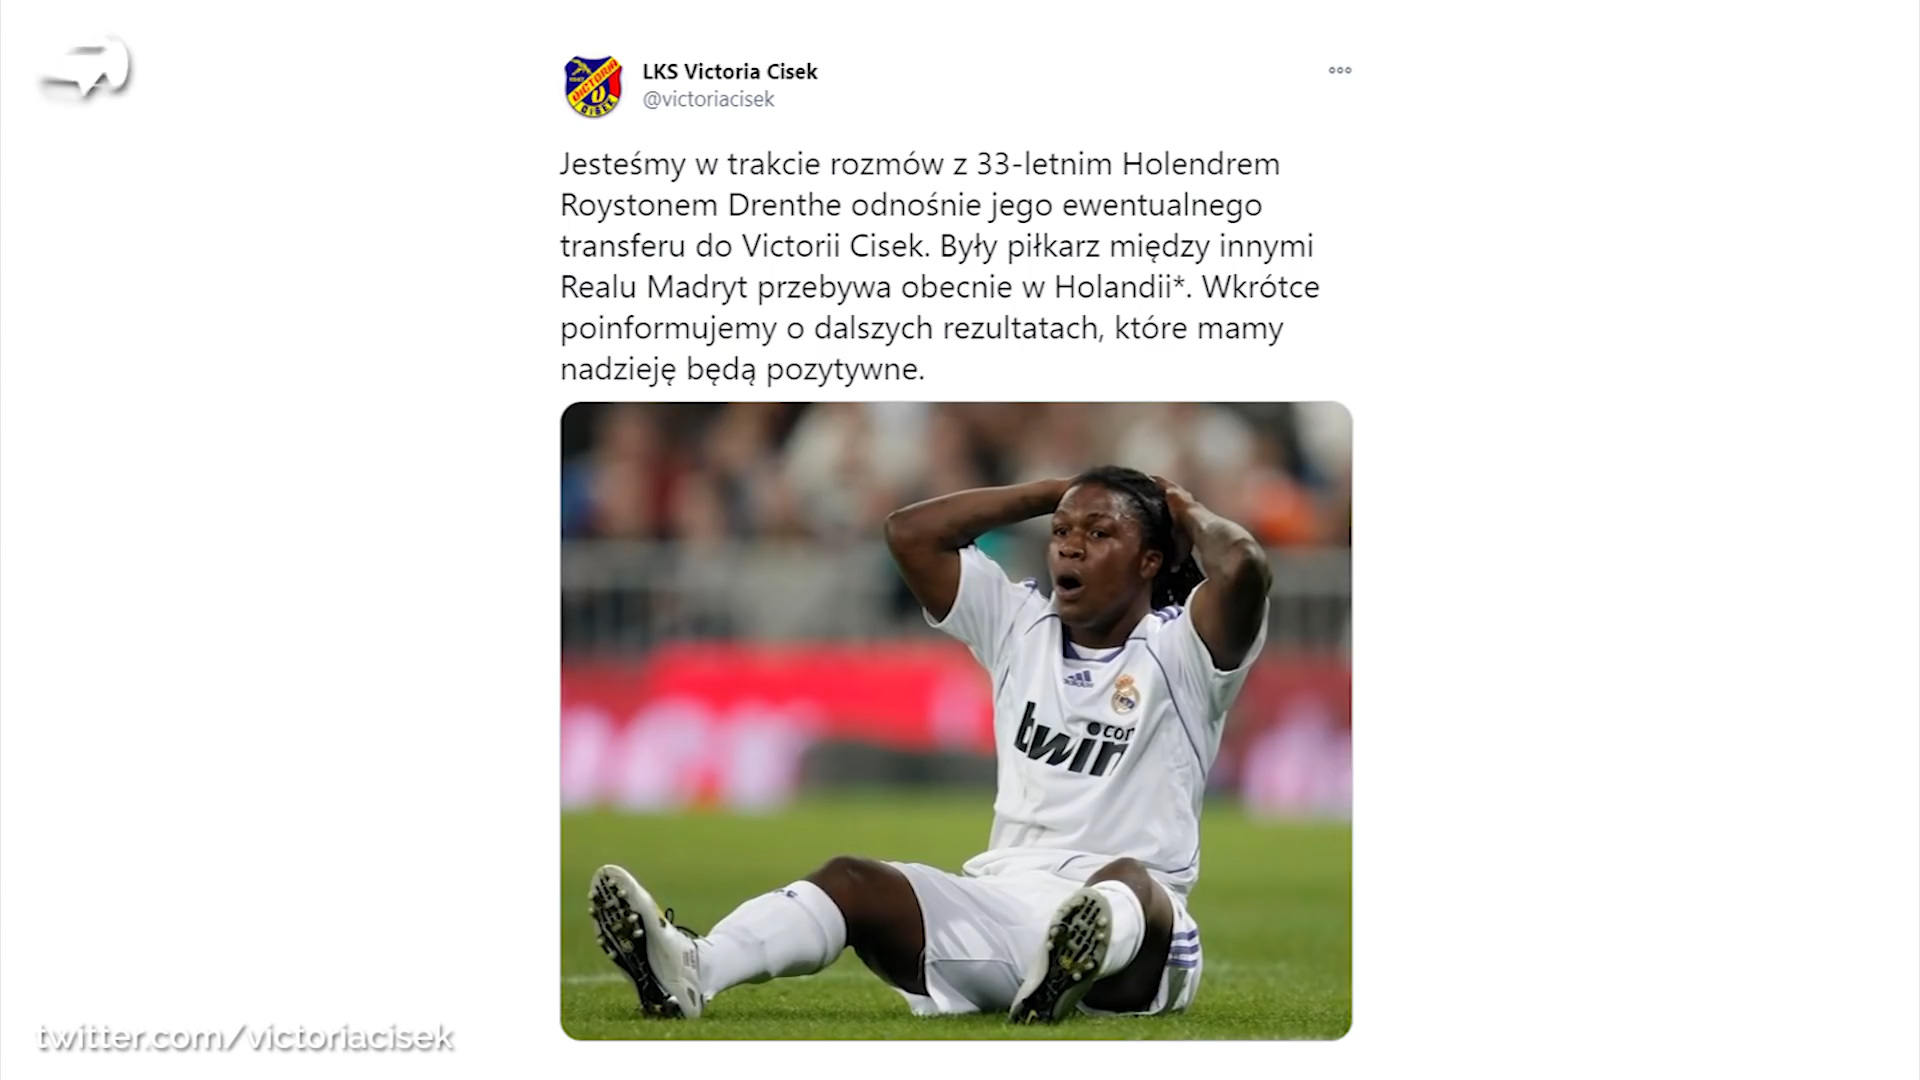 LKS Victoria Cisek
@victoriacisek
Jesteśmy w trakcie rozmów z 33-letnim Holendrem
Roystonem Drenthe odnośnie jego ewentualnego
transferu do Victorii Cisek. Były piłkarz między innymi
Realu Madryt przebywa obecnie w Holandii*. Wkrótce
poinformujemy o dalszych rezultatach, które mamy
nadzieję będą pozytywne.
adidas
bwin
twitter.com/victoriacisek